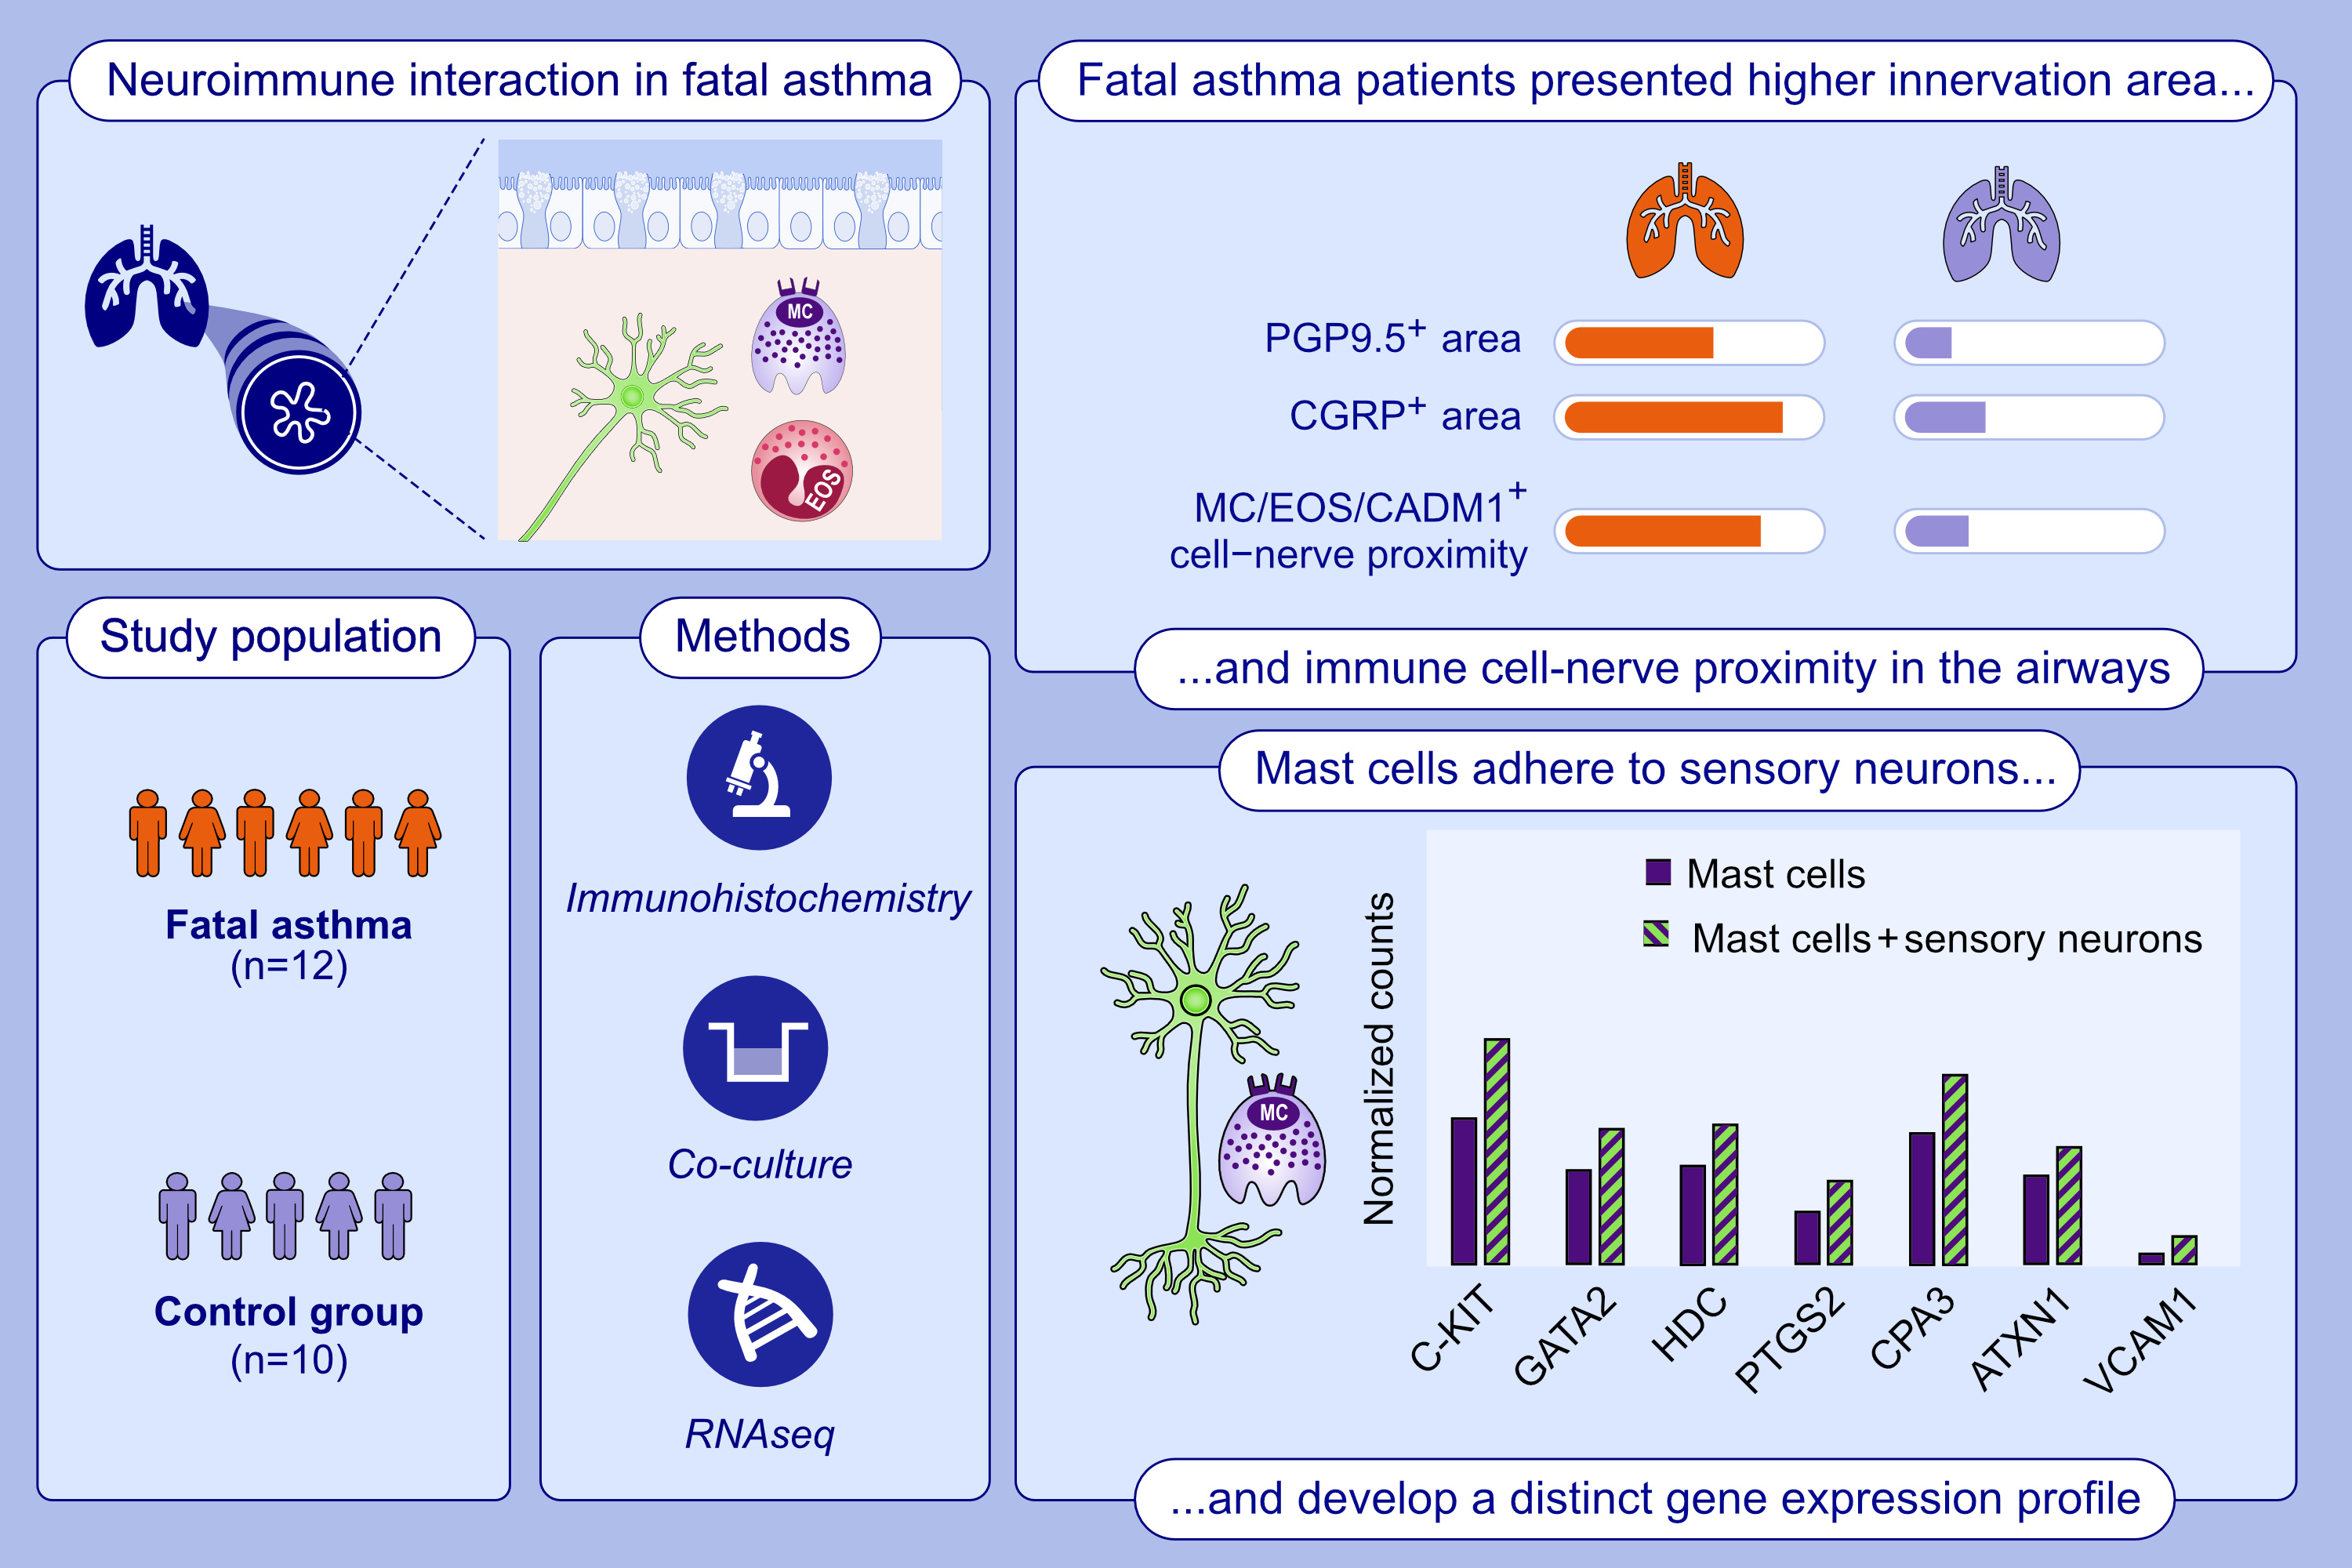 Neuroimmune interaction in fatal asthma
MC
EOS
Study population
Fatal asthma
(n=12)
Control group
(n=10)
Methods
Immunohistochemistry
Co-culture
RNAseq
Fatal asthma patients presented higher innervation area...
PGP9.5⁺ area
CGRP⁺ area
MC/EOS/CADM1⁺
cell−nerve proximity
...and immune cell-nerve proximity in the airways
Mast cells adhere to sensory neurons...
MC
Normalized counts
Mast cells
Mast cells + sensory neurons
C-KIT
GATA2
HDC
PTGS2
CPA3
ATXN1
VCAM1
...and develop a distinct gene expression profile